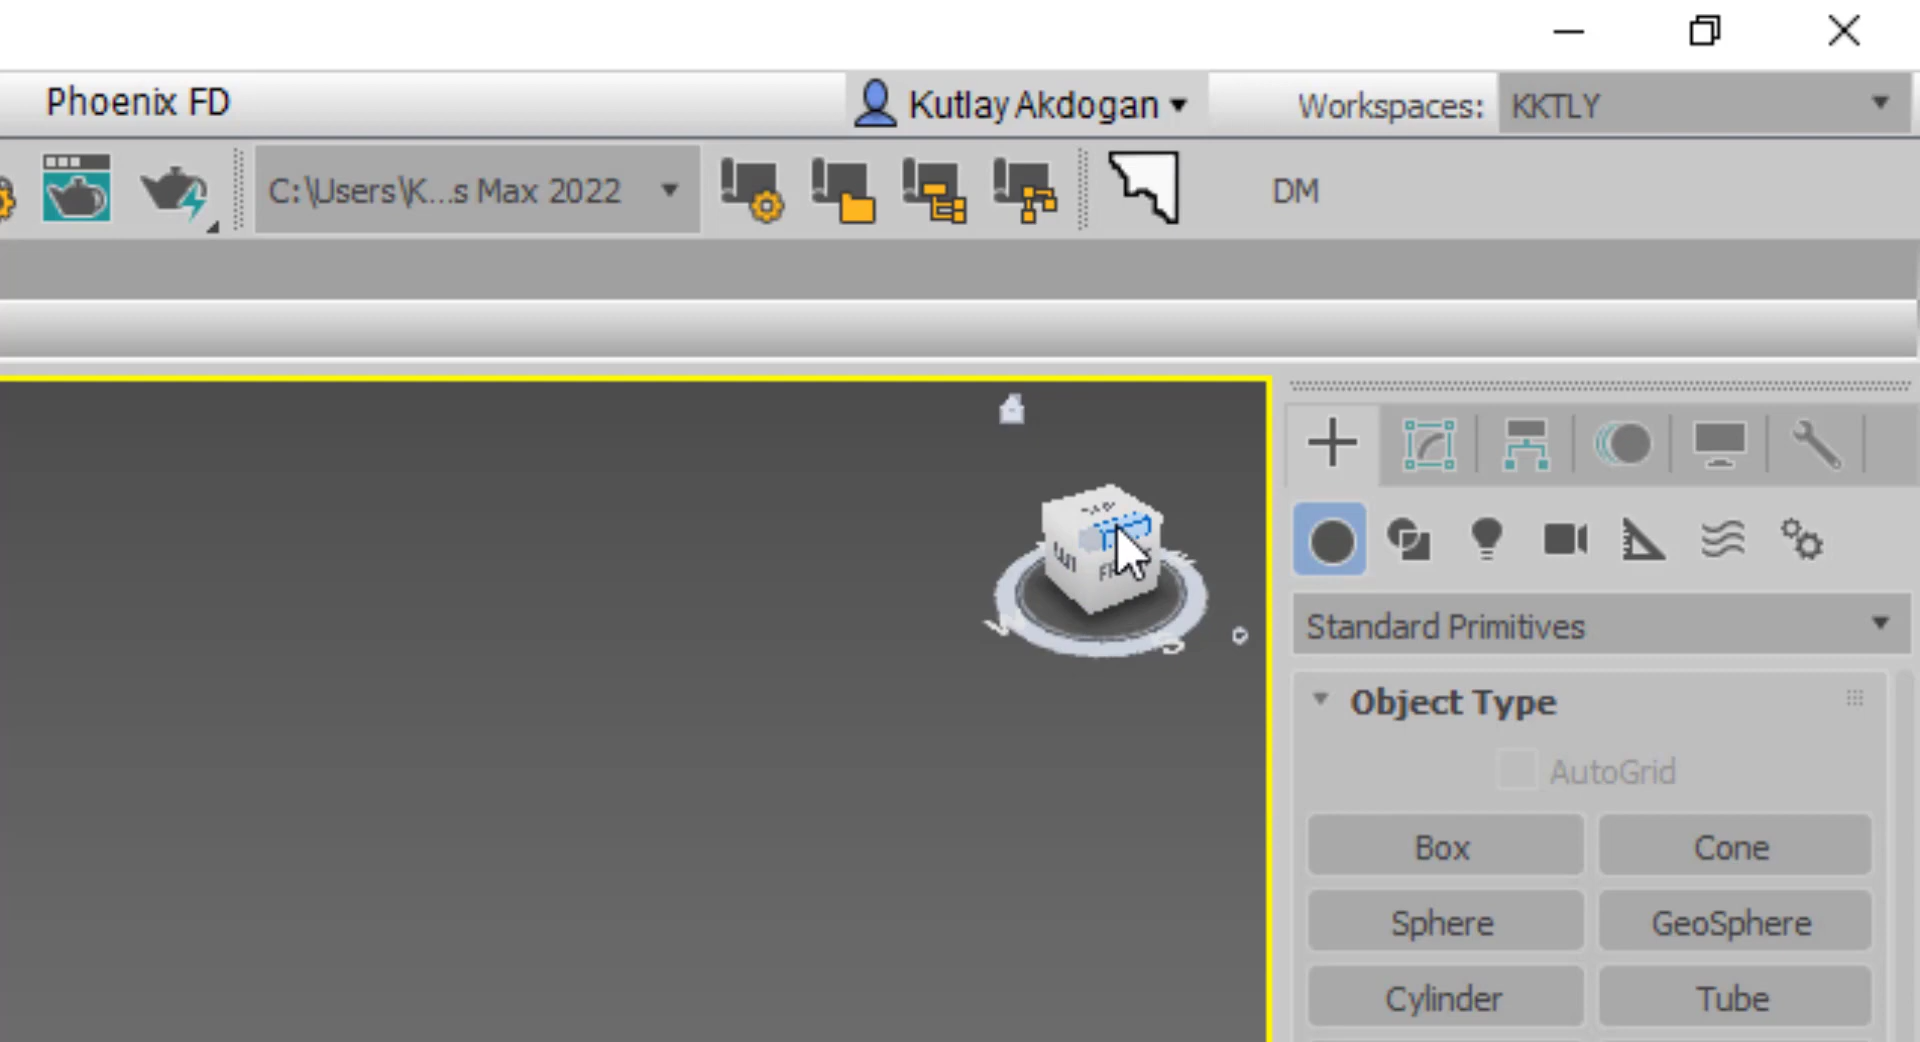 Phoenix FD
Kutlay Akdogan
Workspaces: KKTLY
C:\Users\K...s Max 2022
DM
Standard Primitives
Object Type
AutoGrid
Box Cone
Sphere GeoSphere
Cylinder Tube